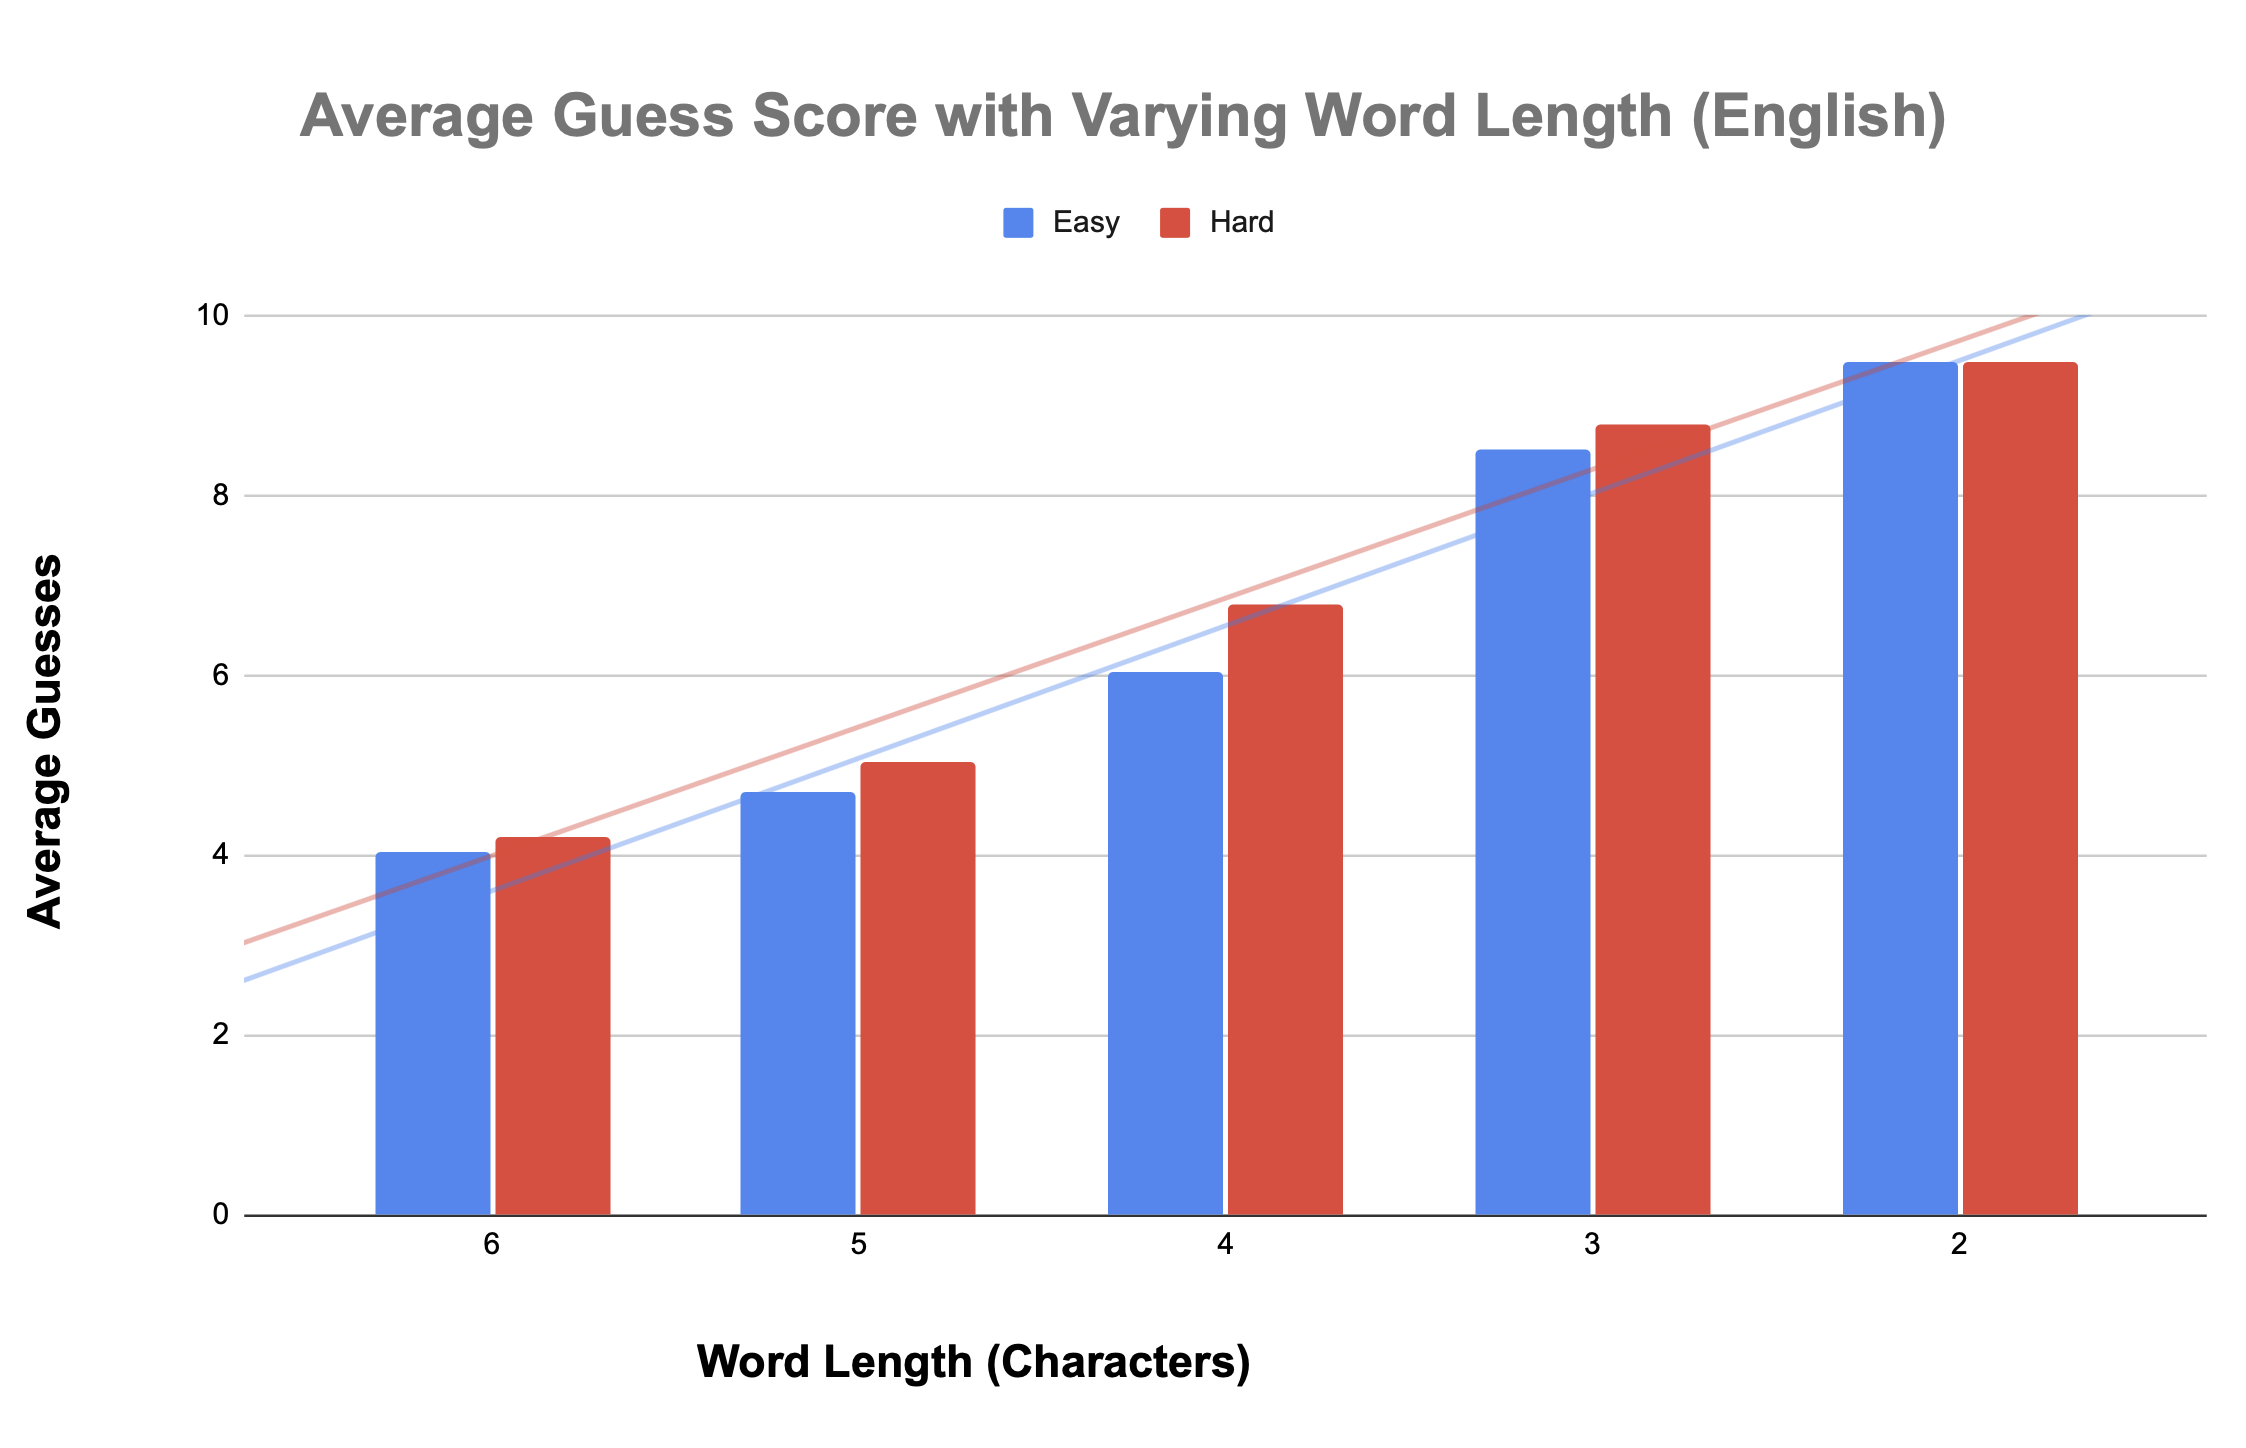 Average Guess Score with Varying Word Length (English)
Easy Hard
10
8
6
4
2
0
Average Guesses
6 5 4 3 2
Word Length (Characters)